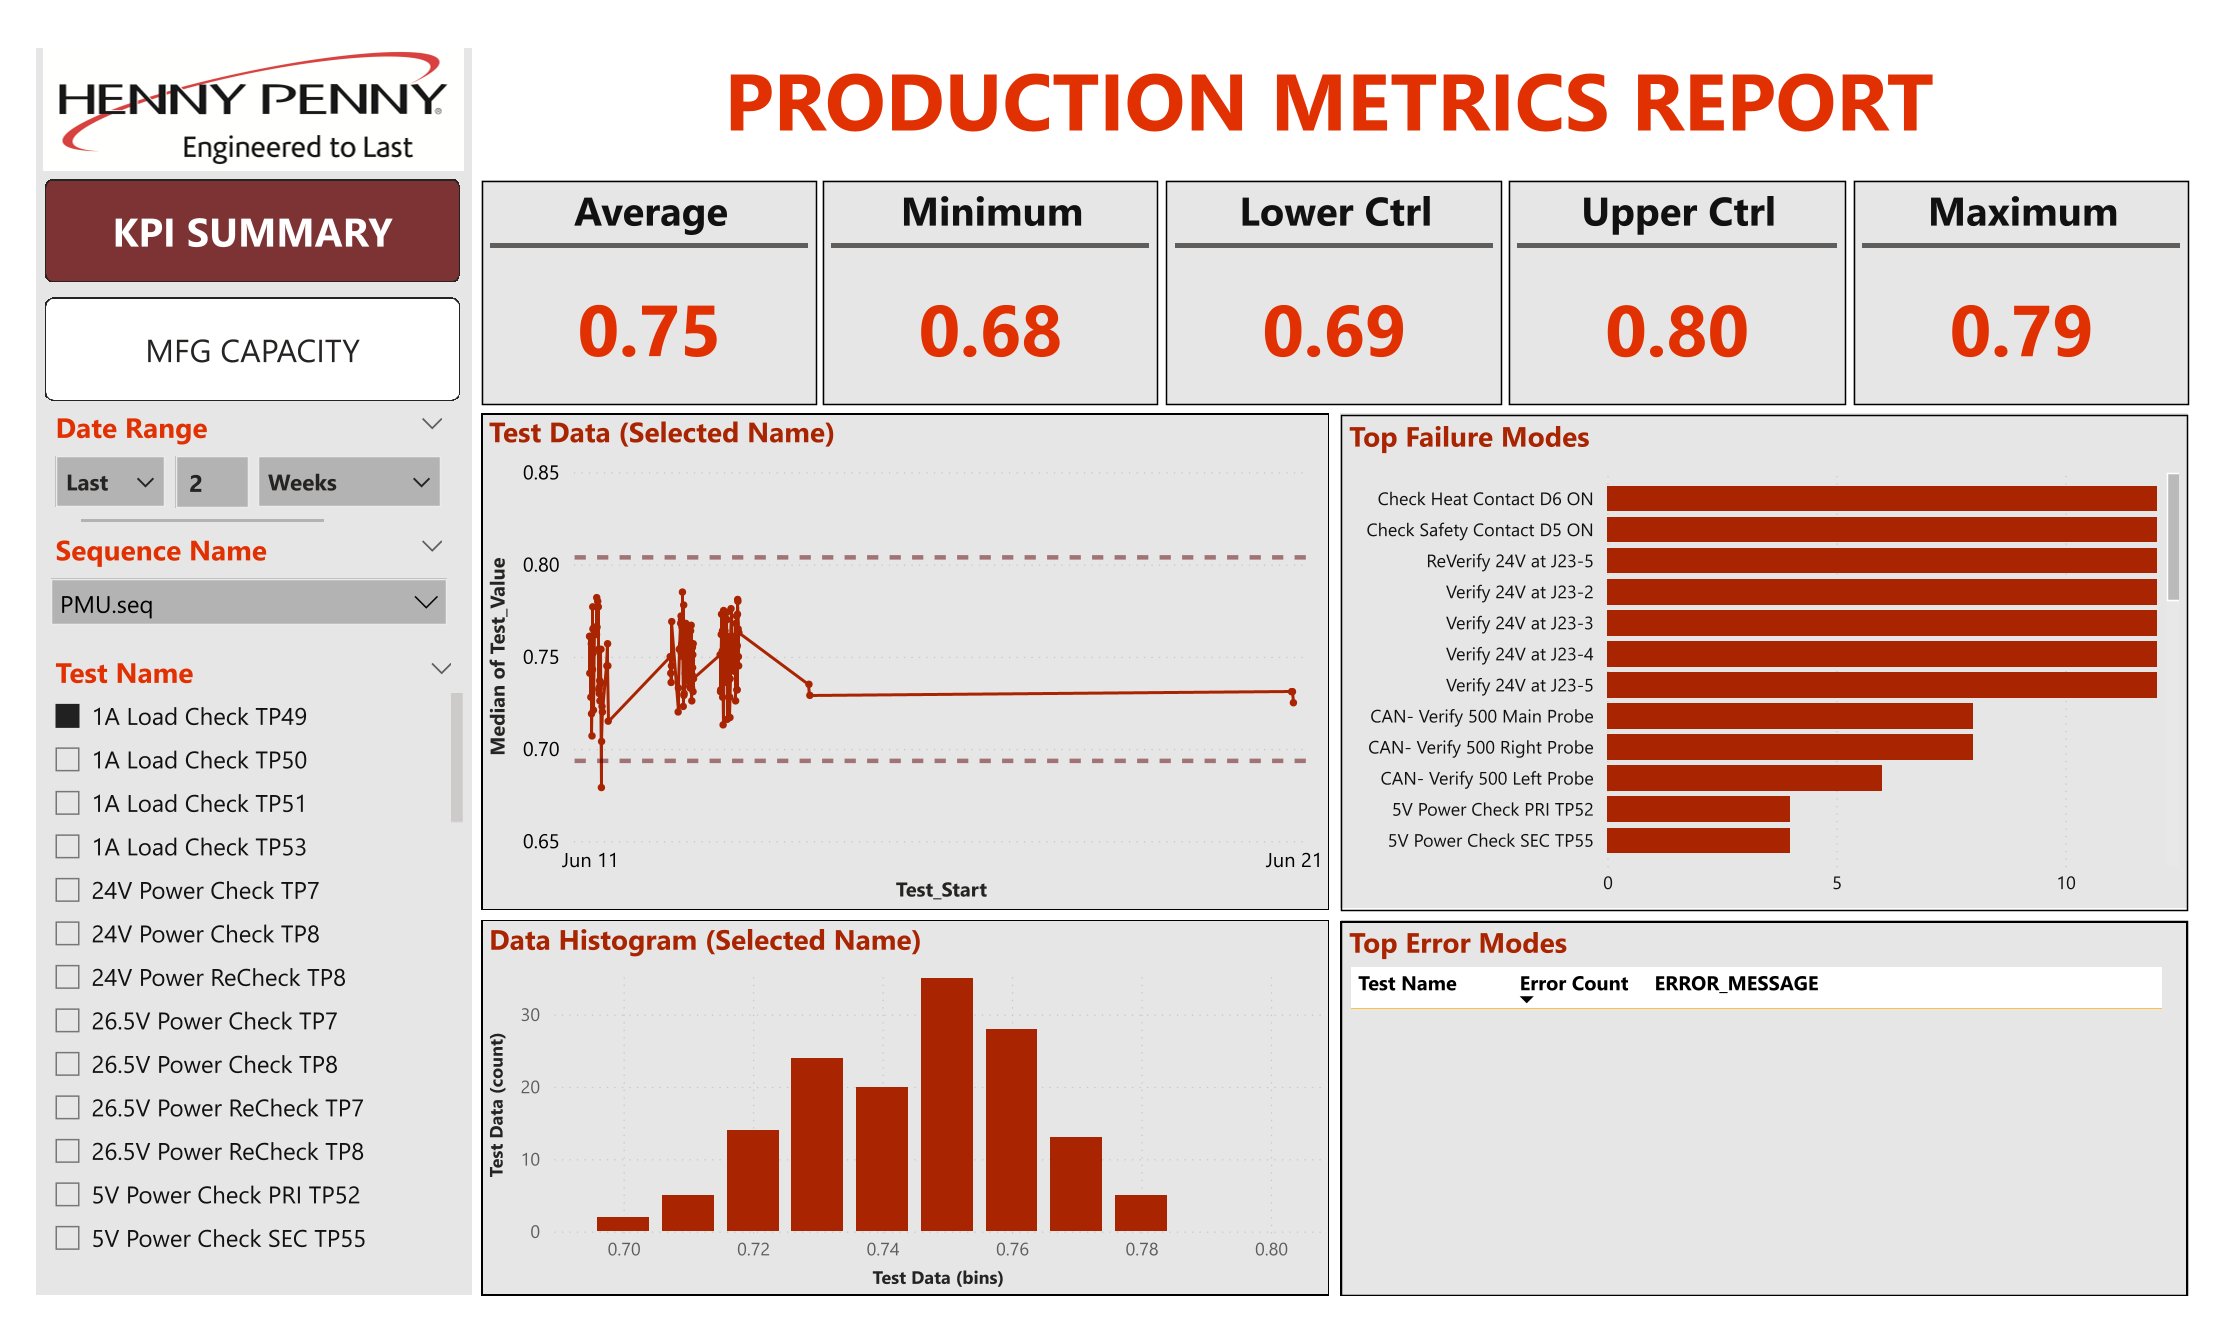 HENNY PENNY®
Engineered to Last
PRODUCTION METRICS REPORT
KPI SUMMARY
MFG CAPACITY
Date Range
Last
2
Weeks
Sequence Name
PMU.seq
Test Name
1A Load Check TP49
1A Load Check TP50
1A Load Check TP51
1A Load Check TP53
24V Power Check TP7
24V Power Check TP8
24V Power ReCheck TP8
26.5V Power Check TP7
26.5V Power Check TP8
26.5V Power ReCheck TP7
26.5V Power ReCheck TP8
5V Power Check PRI TP52
5V Power Check SEC TP55
Average
0.75
Minimum
0.68
Lower Ctrl
0.69
Upper Ctrl
0.80
Maximum
0.79
Test Data (Selected Name)
Median of Test_Value
0.85
0.80
0.75
0.70
0.65
Jun 11
Jun 21
Test_Start
Top Failure Modes
Check Heat Contact D6 ON
Check Safety Contact D5 ON
ReVerify 24V at J23-5
Verify 24V at J23-2
Verify 24V at J23-3
Verify 24V at J23-4
Verify 24V at J23-5
CAN- Verify 500 Main Probe
CAN- Verify 500 Right Probe
CAN- Verify 500 Left Probe
5V Power Check PRI TP52
5V Power Check SEC TP55
0
5
10
Data Histogram (Selected Name)
Test Data (count)
30
20
10
0
0.70
0.72
0.74
0.76
0.78
0.80
Test Data (bins)
Top Error Modes
Test Name
Error Count
ERROR_MESSAGE